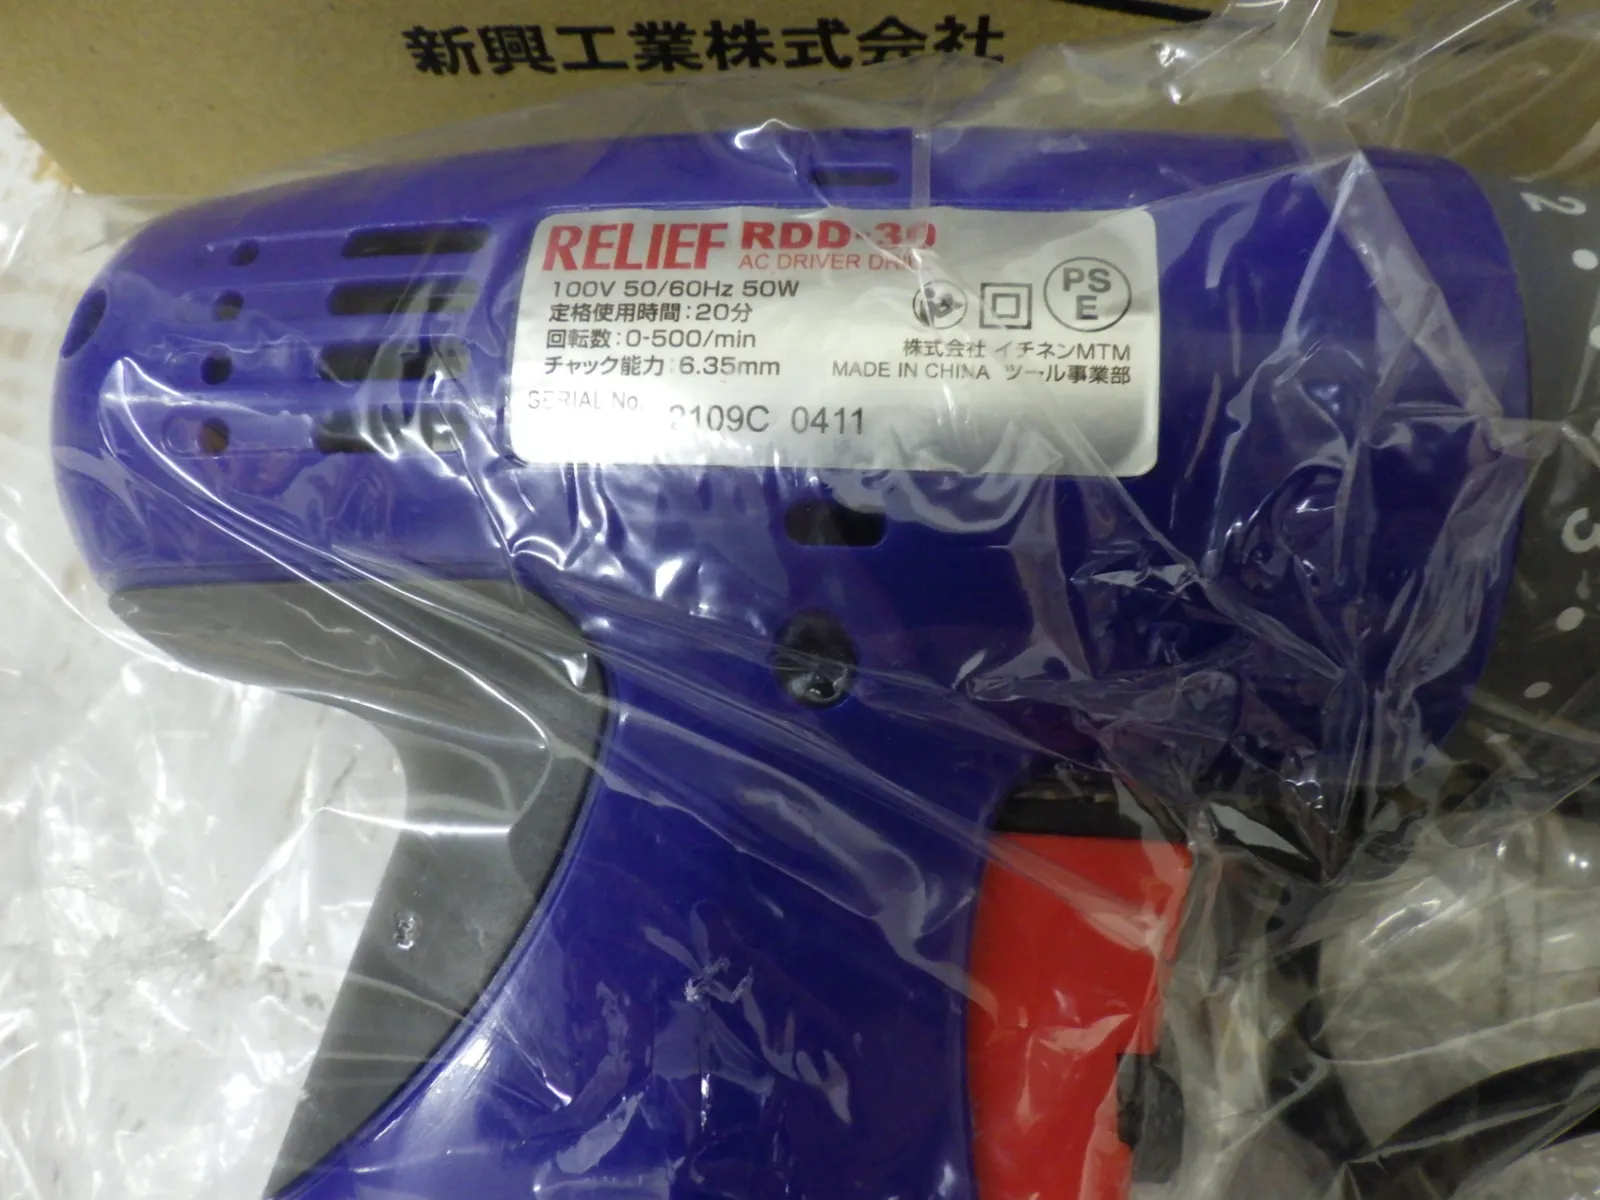 新興工業株式会社
RELIEF RDD-30
AC DRIVER DRILL
100V 50/60Hz 50W
定格使用時間:20分
回転数:0-500/min
チャック能力:6.35mm
PS
E
株式会社 イチネンMTM
MADE IN CHINA ツール事業部
SERIAL No. 2109C 0411
2
3